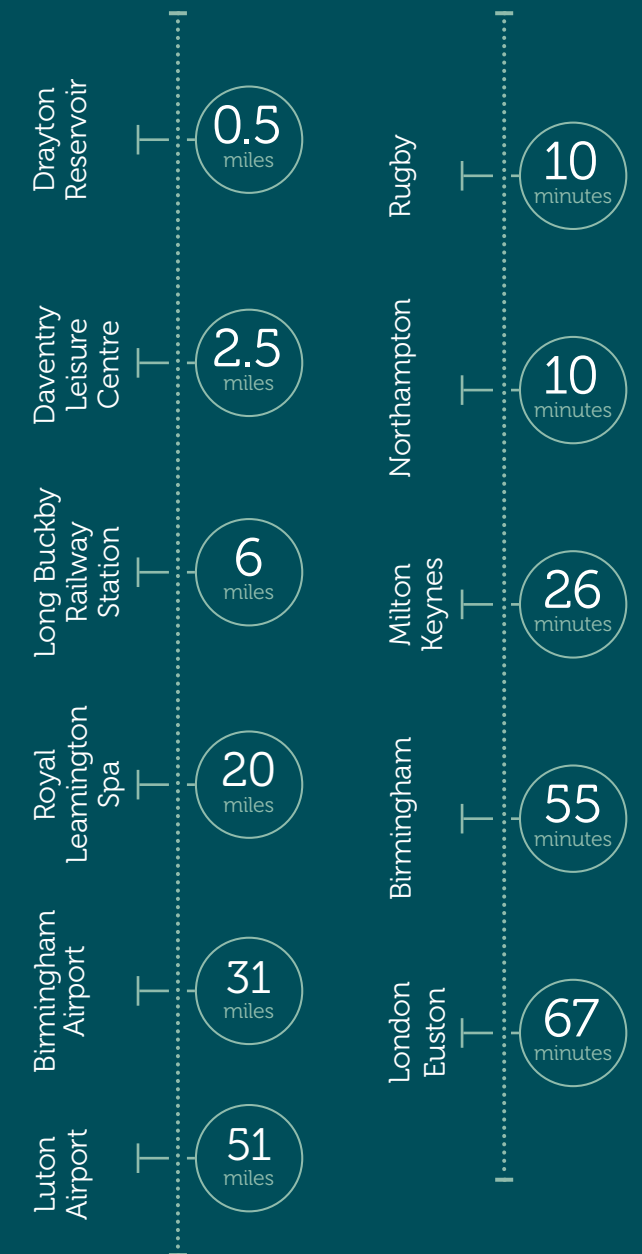 Drayton
Reservoir
0.5
miles
Daventry
Leisure
Centre
2.5
miles
Long Buckby
Railway
Station
6
miles
Royal
Leamington
Spa
20
miles
Birmingham
Airport
31
miles
Luton
Airport
51
miles
Rugby
10
minutes
Northampton
10
minutes
Milton
Keynes
26
minutes
Birmingham
55
minutes
London
Euston
67
minutes